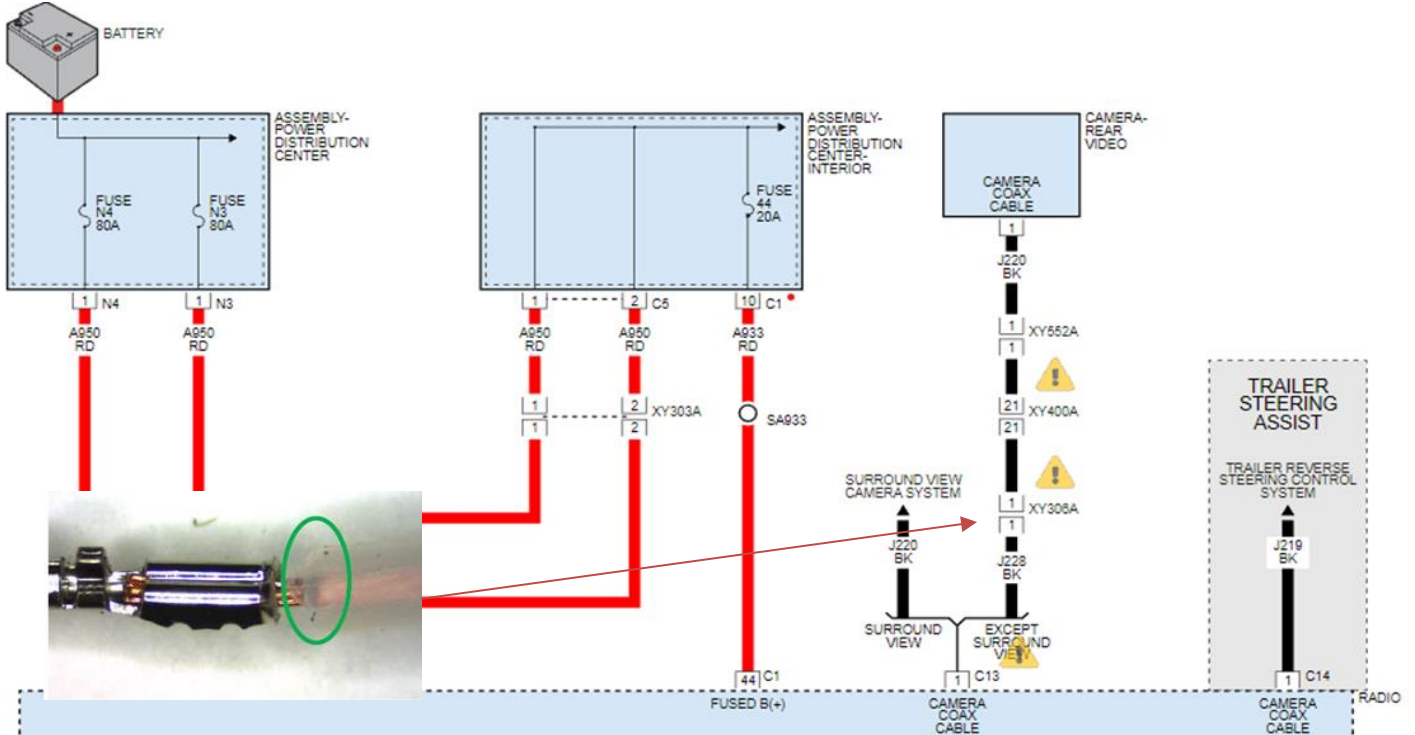 BATTERY
ASSEMBLY-
POWER
DISTRIBUTION
CENTER
FUSE
N4
80A
FUSE
N3
80A
1 N4
1 N3
A950
RD
A950
RD
ASSEMBLY-
POWER
DISTRIBUTION
CENTER-
INTERIOR
FUSE
44
20A
1
2 C5
10 C1
A950
RD
A950
RD
A933
RD
1
2 XY303A
1
2
SA933
44 C1
FUSED B(+)
CAMERA-
REAR
VIDEO
CAMERA
COAX
CABLE
1
J220
BK
1 XY552A
1
21 XY400A
21
1 XY306A
1
SURROUND VIEW
CAMERA SYSTEM
J220
BK
J228
BK
SURROUND
VIEW
EXCEPT
SURROUND
VIEW
1 C13
CAMERA
COAX
CABLE
TRAILER
STEERING
ASSIST
TRAILER REVERSE
STEERING CONTROL
SYSTEM
J219
BK
1 C14
CAMERA
COAX
CABLE
RADIO